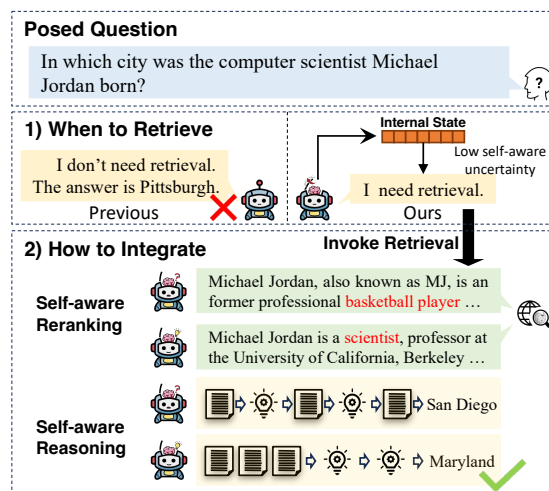 Posed Question
In which city was the computer scientist Michael
Jordan born?
?
1) When to Retrieve
I don't need retrieval.
The answer is Pittsburgh.
Previous
Internal State
Low self-aware
uncertainty
I need retrieval.
Ours
2) How to Integrate
Invoke Retrieval
Self-aware
Reranking
Michael Jordan, also known as MJ, is an
former professional basketball player …
Michael Jordan is a scientist, professor at
the University of California, Berkeley …
Self-aware
Reasoning
San Diego
Maryland